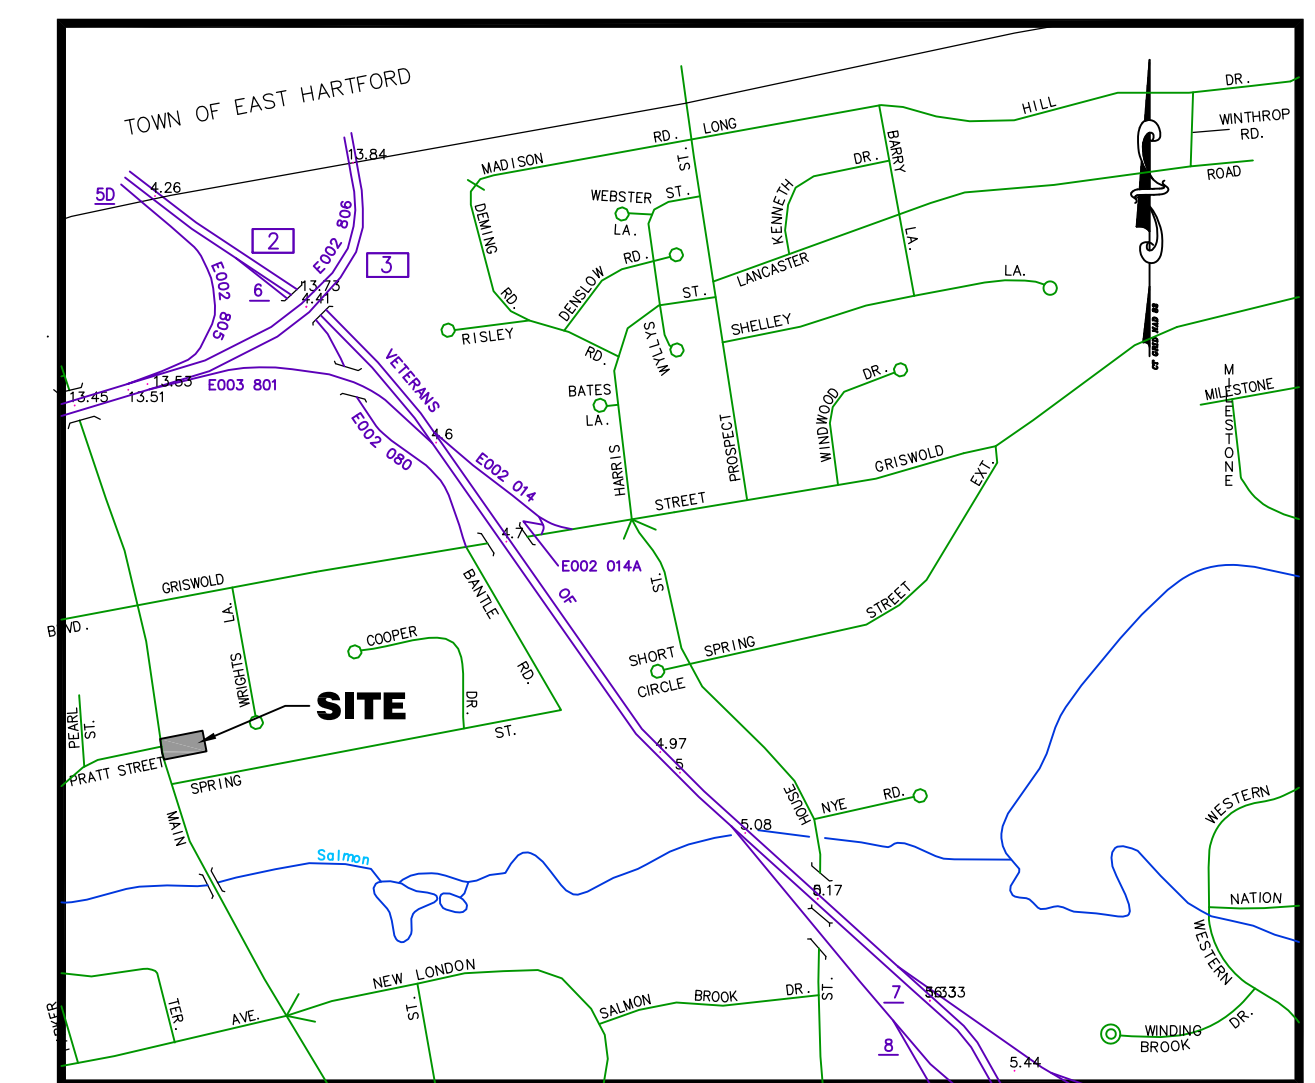 TOWN OF EAST HARTFORD
DR.
HILL
WINTHROP
RD.
LONG
RD.
ST.
BARRY
13.84
MADISON
DR.
ROAD
5D
4.26
WEBSTER
ST.
KENNETH
LA.
DEMING
E002 806
2
3
LA.
RD.
LANCASTER
LA.
E002 805
6
13.73
4.41
RD.
DENSLOW
ST.
SHELLEY
RISLEY
WYLLYS
RD.
CT GRID NAD 83
VETERANS
13.53
E003 801
13.45
13.51
BATES
LA.
DR.
WINDWOOD
MILESTONE
MILESTONE
E002 080
4.6
E002 014
HARRIS
PROSPECT
GRISWOLD
EXT.
STREET
4.7
E002 014A
GRISWOLD
BANTLE
OF
ST.
STREET
LA.
BLVD.
COOPER
SHORT
SPRING
WRIGHTS
RD.
CIRCLE
SITE
DR.
ST.
PEARL
ST.
4.97
5
PRATT STREET
SPRING
HOUSE
NYE
RD.
WESTERN
MAIN
5.08
Salmon
5.17
NATION
WESTERN
NEW LONDON
SALMON
BROOK
DR.
ST.
7
TER.
ST.
AVE.
WINDING
BROOK
DR.
8
5.44